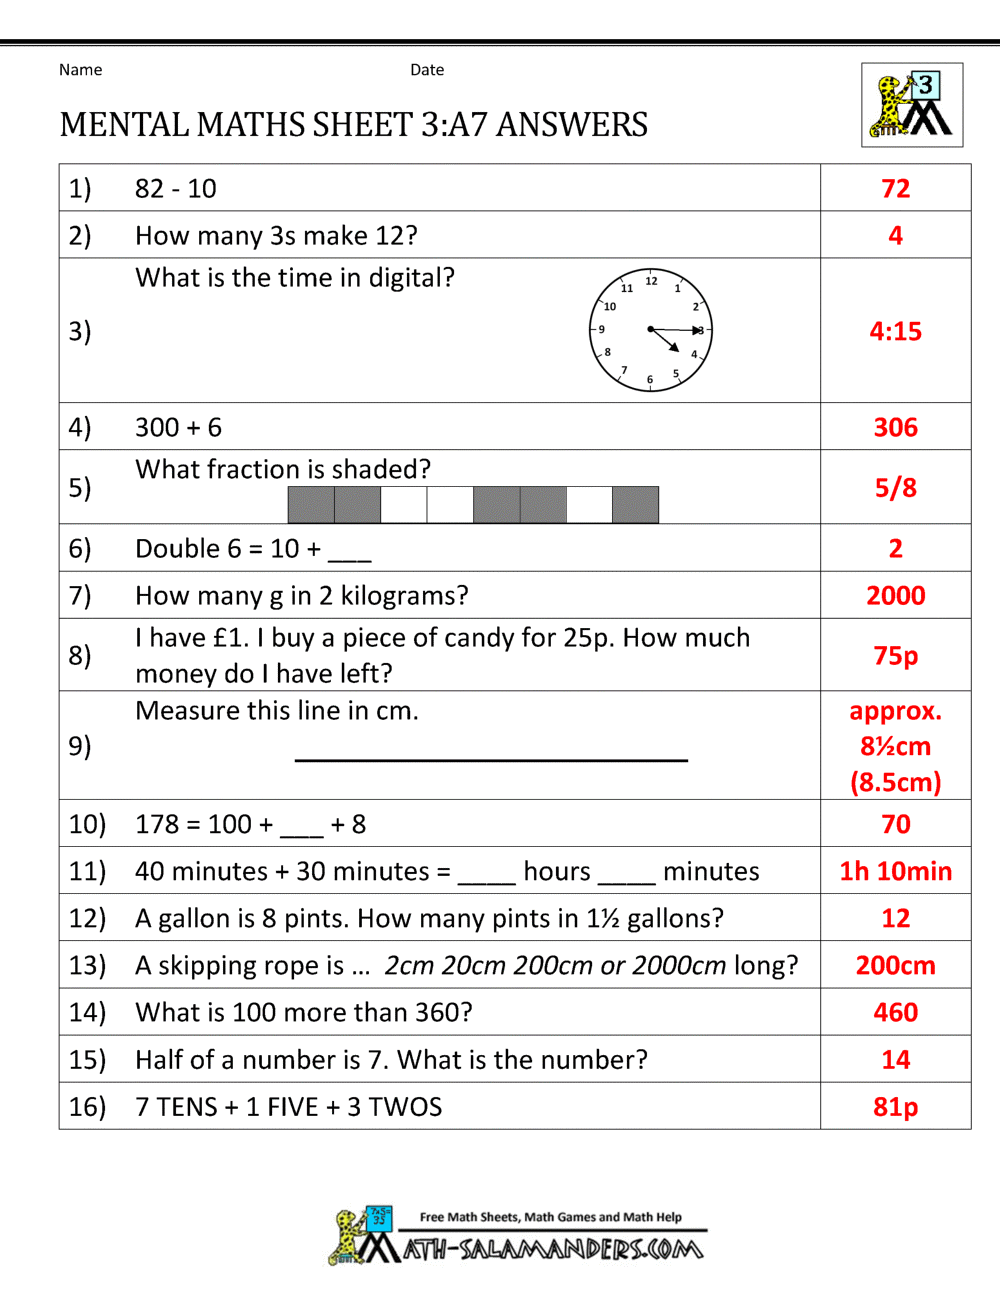 Name Date
3
MENTAL MATHS SHEET 3:A7 ANSWERS
1) 82 - 10 72
2) How many 3s make 12? 4
What is the time in digital?
3) 4:15
12
11 1
10 2
9 3
8 4
7 5
6
4) 300 + 6 306
What fraction is shaded?
5) 5/8
6) Double 6 = 10 + ___ 2
7) How many g in 2 kilograms? 2000
I have £1. I buy a piece of candy for 25p. How much
8) 75p
money do I have left?
Measure this line in cm. approx.
9) 8½cm
(8.5cm)
10) 178 = 100 + ___ + 8 70
11) 40 minutes + 30 minutes = ____ hours ____ minutes 1h 10min
12) A gallon is 8 pints. How many pints in 1½ gallons? 12
13) A skipping rope is … 2cm 20cm 200cm or 2000cm long? 200cm
14) What is 100 more than 360? 460
15) Half of a number is 7. What is the number? 14
16) 7 TENS + 1 FIVE + 3 TWOS 81p
7x5=
35
Free Math Sheets, Math Games and Math Help
MATH-SALAMANDERS.COM